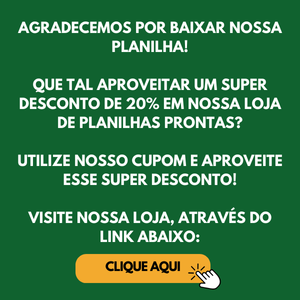 AGRADECEMOS POR BAIXAR NOSSA
PLANILHA!
QUE TAL APROVEITAR UM SUPER
DESCONTO DE 20% EM NOSSA LOJA
DE PLANILHAS PRONTAS?
UTILIZE NOSSO CUPOM E APROVEITE
ESSE SUPER DESCONTO!
VISITE NOSSA LOJA, ATRAVÉS DO
LINK ABAIXO:
CLIQUE AQUI